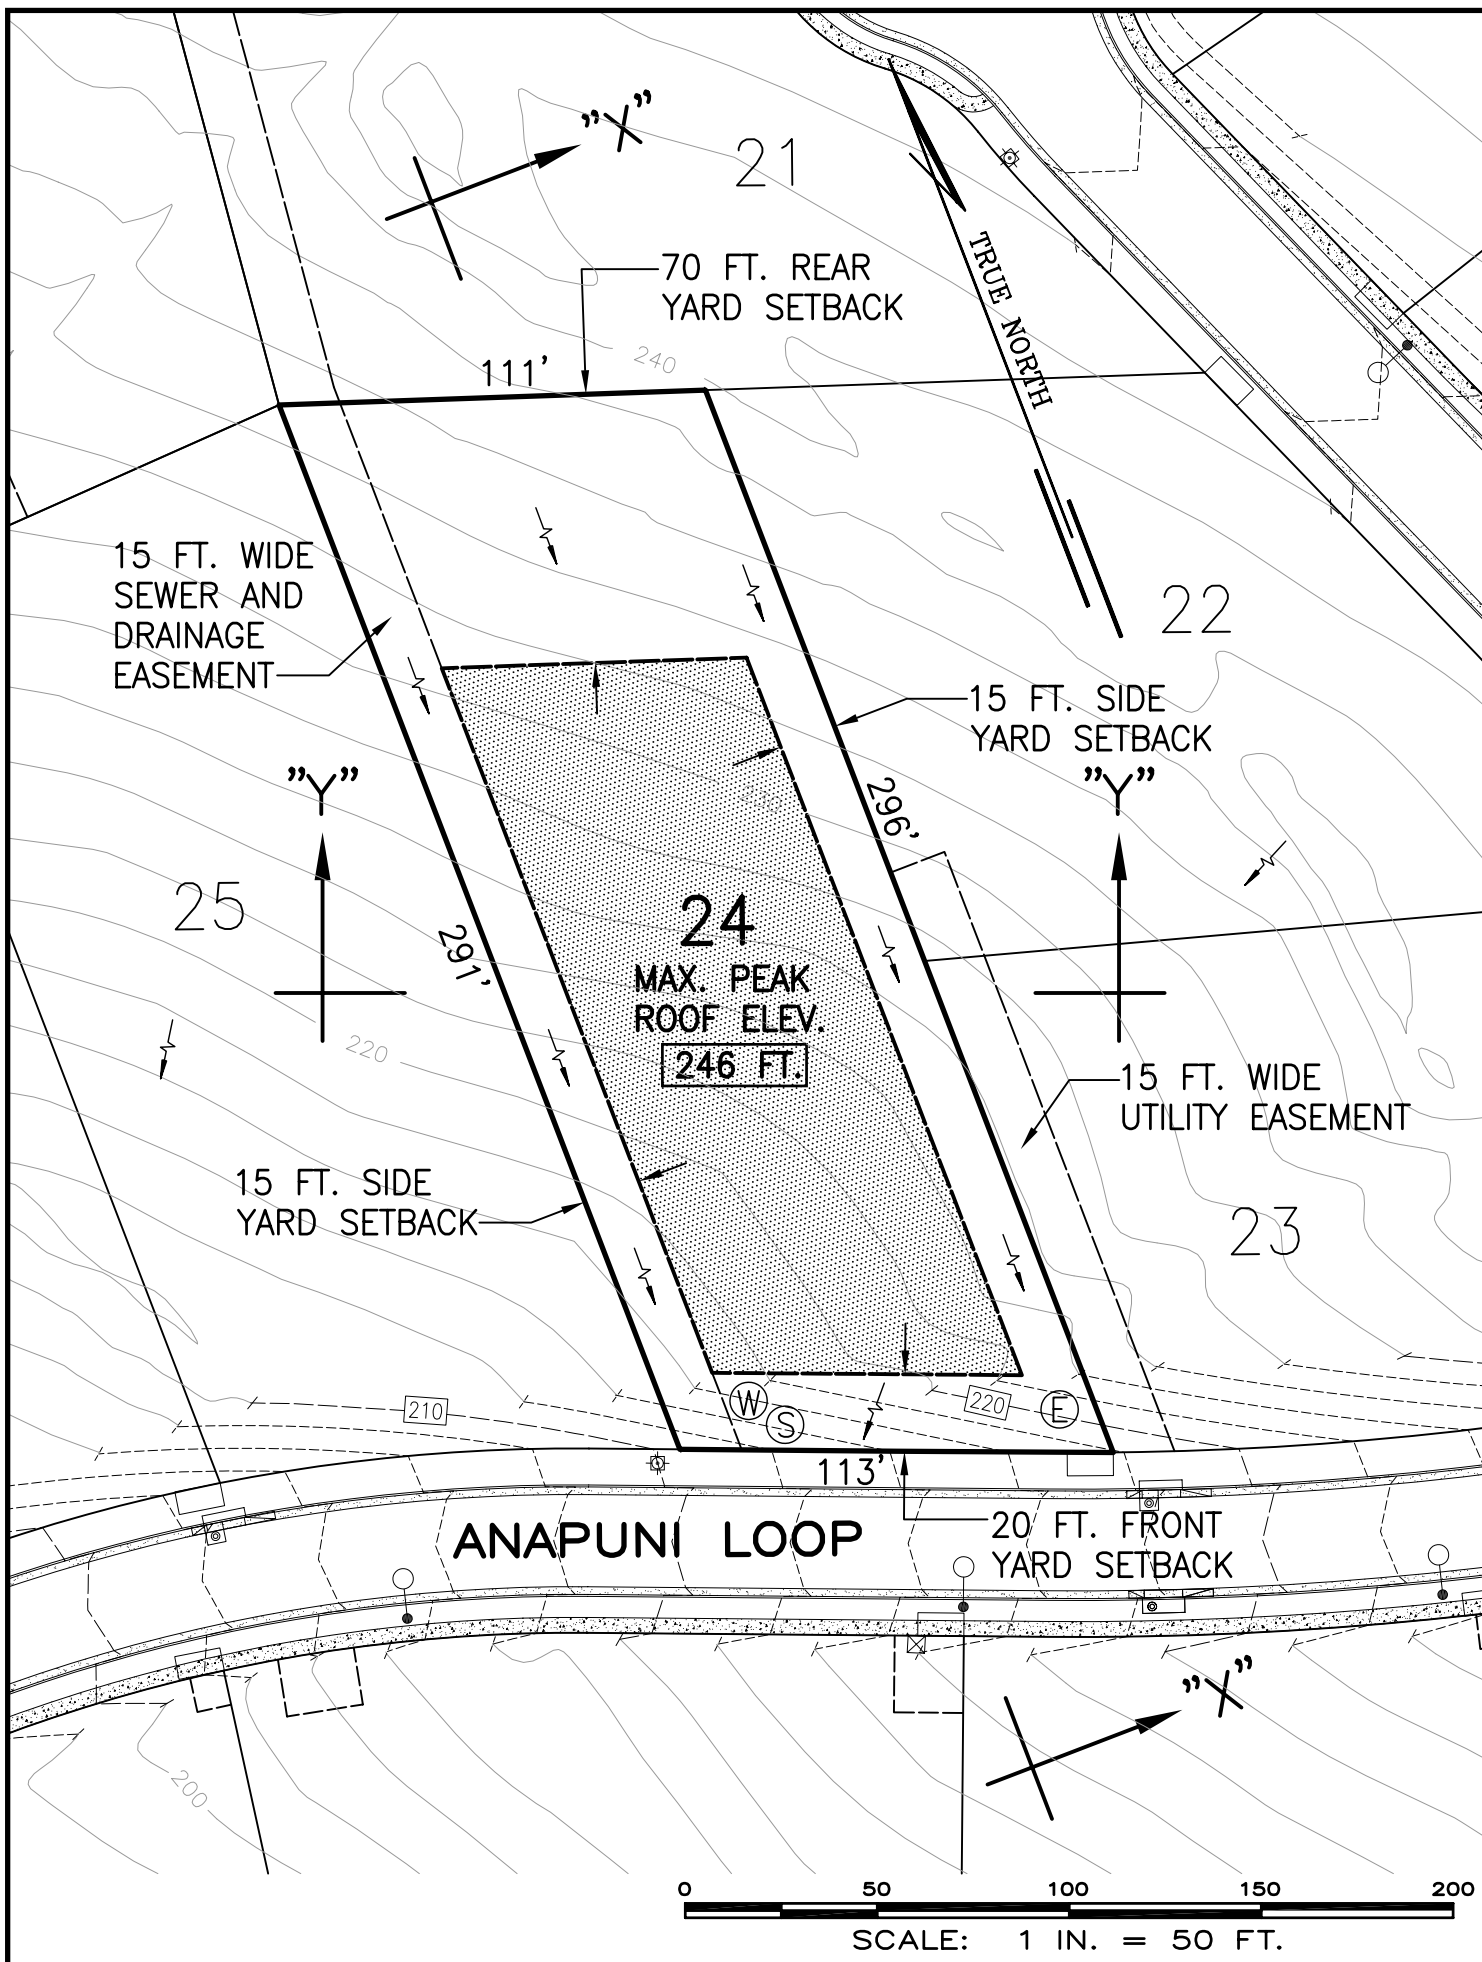 "X"
21
TRUE NORTH
70 FT. REAR
YARD SETBACK
240
111'
15 FT. WIDE
SEWER AND
DRAINAGE
EASEMENT
22
15 FT. SIDE
YARD SETBACK
"Y"
"Y"
230
296'
25
24
MAX. PEAK
ROOF ELEV.
246 FT.
291'
220
15 FT. WIDE
UTILITY EASEMENT
15 FT. SIDE
YARD SETBACK
23
210
W
S
220
E
113'
ANAPUNI LOOP
20 FT. FRONT
YARD SETBACK
"X"
200
0 50 100 150 200
SCALE: 1 IN. = 50 FT.